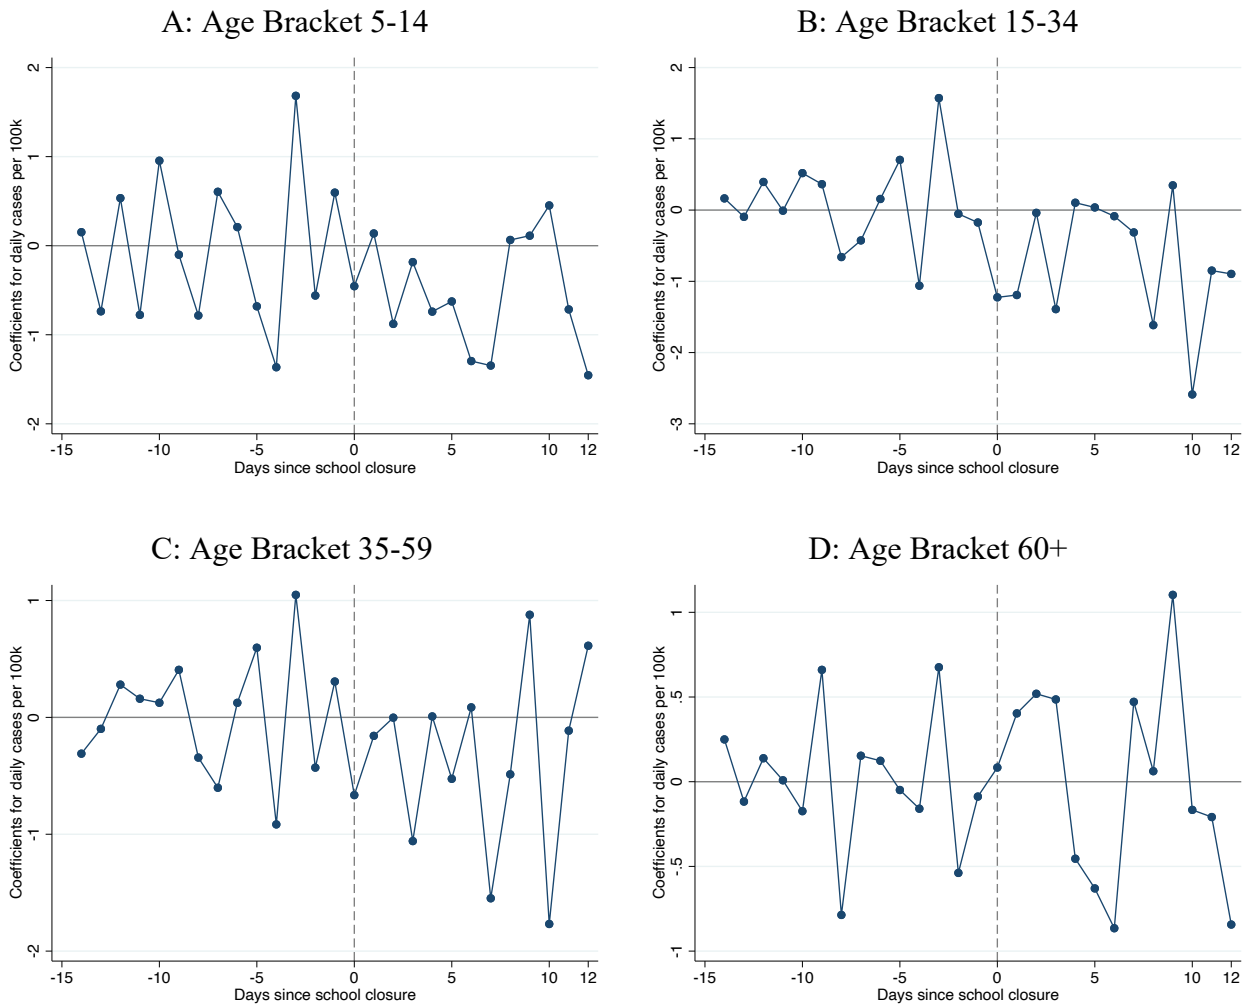 A: Age Bracket 5-14
Coefficients for daily cases per 100k
2
1
0
-1
-2
-15 -10 -5 0 5 10 12
Days since school closure
B: Age Bracket 15-34
Coefficients for daily cases per 100k
2
1
0
-1
-2
-3
-15 -10 -5 0 5 10 12
Days since school closure
C: Age Bracket 35-59
Coefficients for daily cases per 100k
1
0
-1
-2
-15 -10 -5 0 5 10 12
Days since school closure
D: Age Bracket 60+
Coefficients for daily cases per 100k
1
.5
0
-.5
-1
-15 -10 -5 0 5 10 12
Days since school closure